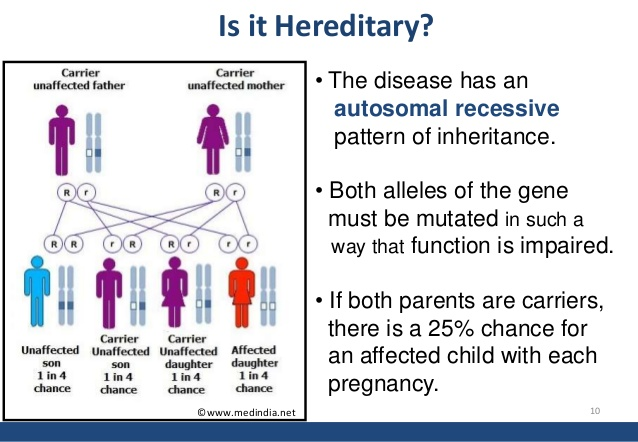 Is it Hereditary?
Carrier unaffected father
Carrier unaffected mother
R r R r
R R R r R r r r
Unaffected son 1 in 4 chance
Carrier Unaffected son 1 in 4 chance
Carrier Unaffected daughter 1 in 4 chance
Affected daughter 1 in 4 chance
©www.medindia.net
• The disease has an
autosomal recessive
pattern of inheritance.
• Both alleles of the gene
must be mutated in such a
way that function is impaired.
• If both parents are carriers,
there is a 25% chance for
an affected child with each
pregnancy.
10